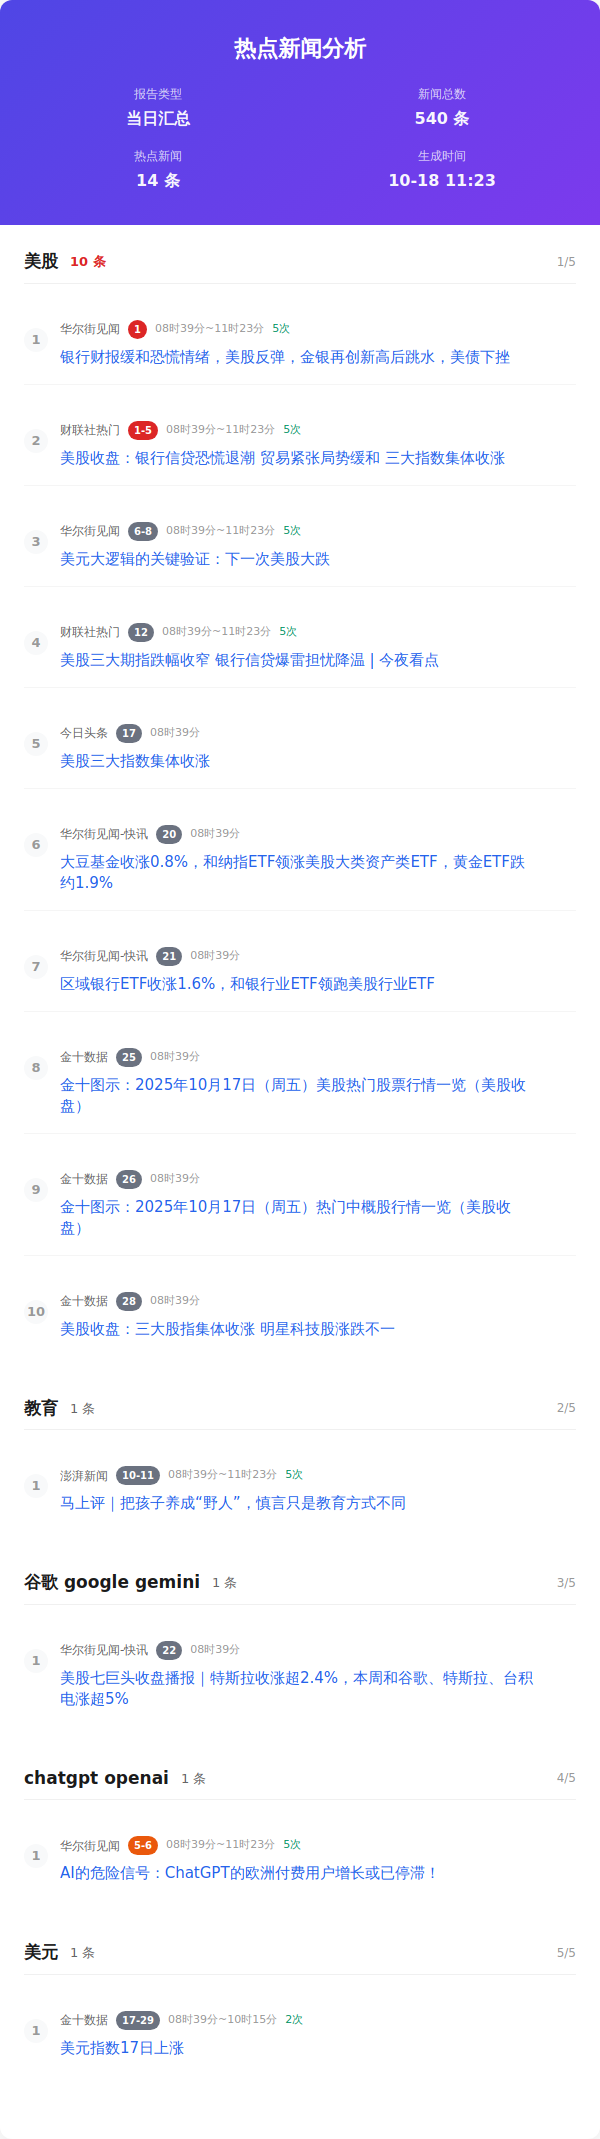 热点新闻分析
报告类型
当日汇总
新闻总数
540 条
热点新闻
14 条
生成时间
10-18 11:23
美股 10 条 1/5
1 华尔街见闻 1 08时39分~11时23分 5次
银行财报缓和恐慌情绪，美股反弹，金银再创新高后跳水，美债下挫
2 财联社热门 1-5 08时39分~11时23分 5次
美股收盘：银行信贷恐慌退潮 贸易紧张局势缓和 三大指数集体收涨
3 华尔街见闻 6-8 08时39分~11时23分 5次
美元大逻辑的关键验证：下一次美股大跌
4 财联社热门 12 08时39分~11时23分 5次
美股三大期指跌幅收窄 银行信贷爆雷担忧降温 | 今夜看点
5 今日头条 17 08时39分
美股三大指数集体收涨
6 华尔街见闻-快讯 20 08时39分
大豆基金收涨0.8%，和纳指ETF领涨美股大类资产类ETF，黄金ETF跌
约1.9%
7 华尔街见闻-快讯 21 08时39分
区域银行ETF收涨1.6%，和银行业ETF领跑美股行业ETF
8 金十数据 25 08时39分
金十图示：2025年10月17日（周五）美股热门股票行情一览（美股收
盘）
9 金十数据 26 08时39分
金十图示：2025年10月17日（周五）热门中概股行情一览（美股收
盘）
10 金十数据 28 08时39分
美股收盘：三大股指集体收涨 明星科技股涨跌不一
教育 1 条 2/5
1 澎湃新闻 10-11 08时39分~11时23分 5次
马上评｜把孩子养成“野人”，慎言只是教育方式不同
谷歌 google gemini 1 条 3/5
1 华尔街见闻-快讯 22 08时39分
美股七巨头收盘播报｜特斯拉收涨超2.4%，本周和谷歌、特斯拉、台积
电涨超5%
chatgpt openai 1 条 4/5
1 华尔街见闻 5-6 08时39分~11时23分 5次
AI的危险信号：ChatGPT的欧洲付费用户增长或已停滞！
美元 1 条 5/5
1 金十数据 17-29 08时39分~10时15分 2次
美元指数17日上涨